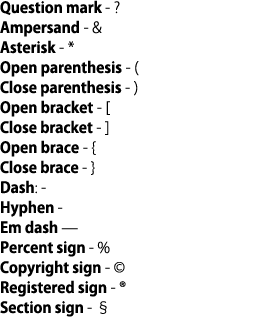 Question mark - ?
Ampersand - &
Asterisk - *
Open parenthesis - (
Close parenthesis - )
Open bracket - [
Close bracket - ]
Open brace - {
Close brace - }
Dash: -
Hyphen -
Em dash —
Percent sign - %
Copyright sign - ©
Registered sign - ®
Section sign - §